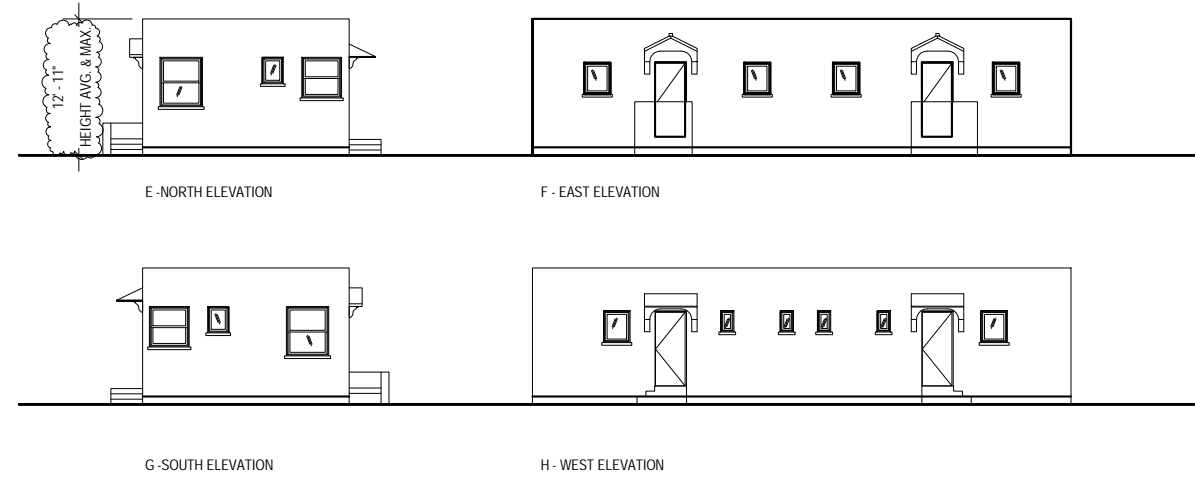 12' - 11"
HEIGHT AVG. & MAX.
E -NORTH ELEVATION
F - EAST ELEVATION
G -SOUTH ELEVATION
H - WEST ELEVATION